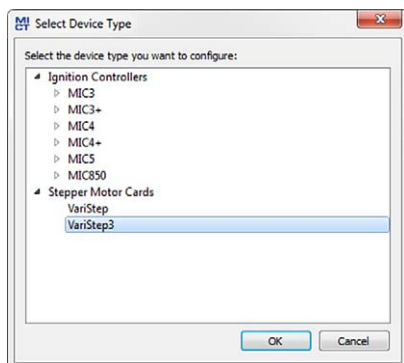 MICT Select Device Type
Select the device type you want to configure:
Ignition Controllers
MIC3
MIC3+
MIC4
MIC4+
MIC5
MIC850
Stepper Motor Cards
VariStep
VariStep3
OK Cancel